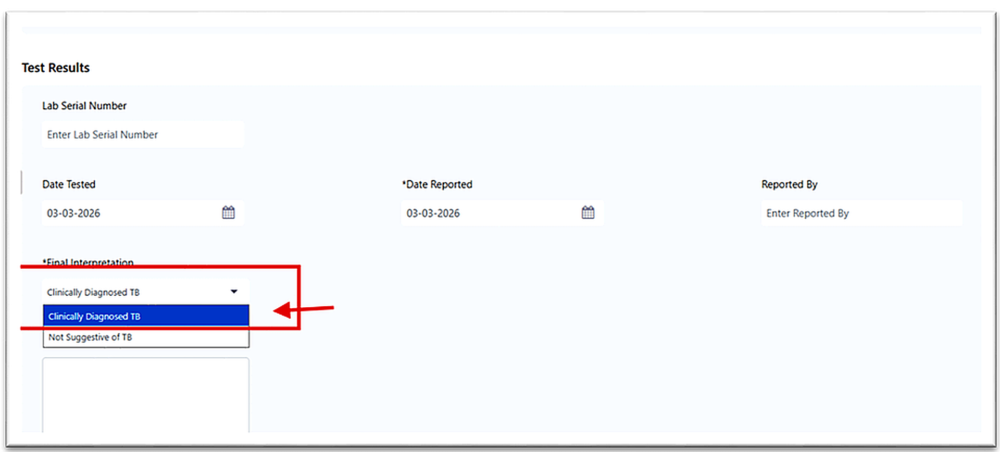 Test Results
Lab Serial Number
Enter Lab Serial Number
Date Tested
*Date Reported
Reported By
03-03-2026
03-03-2026
Enter Reported By
*Final Interpretation
Clinically Diagnosed TB
Clinically Diagnosed TB
Not Suggestive of TB